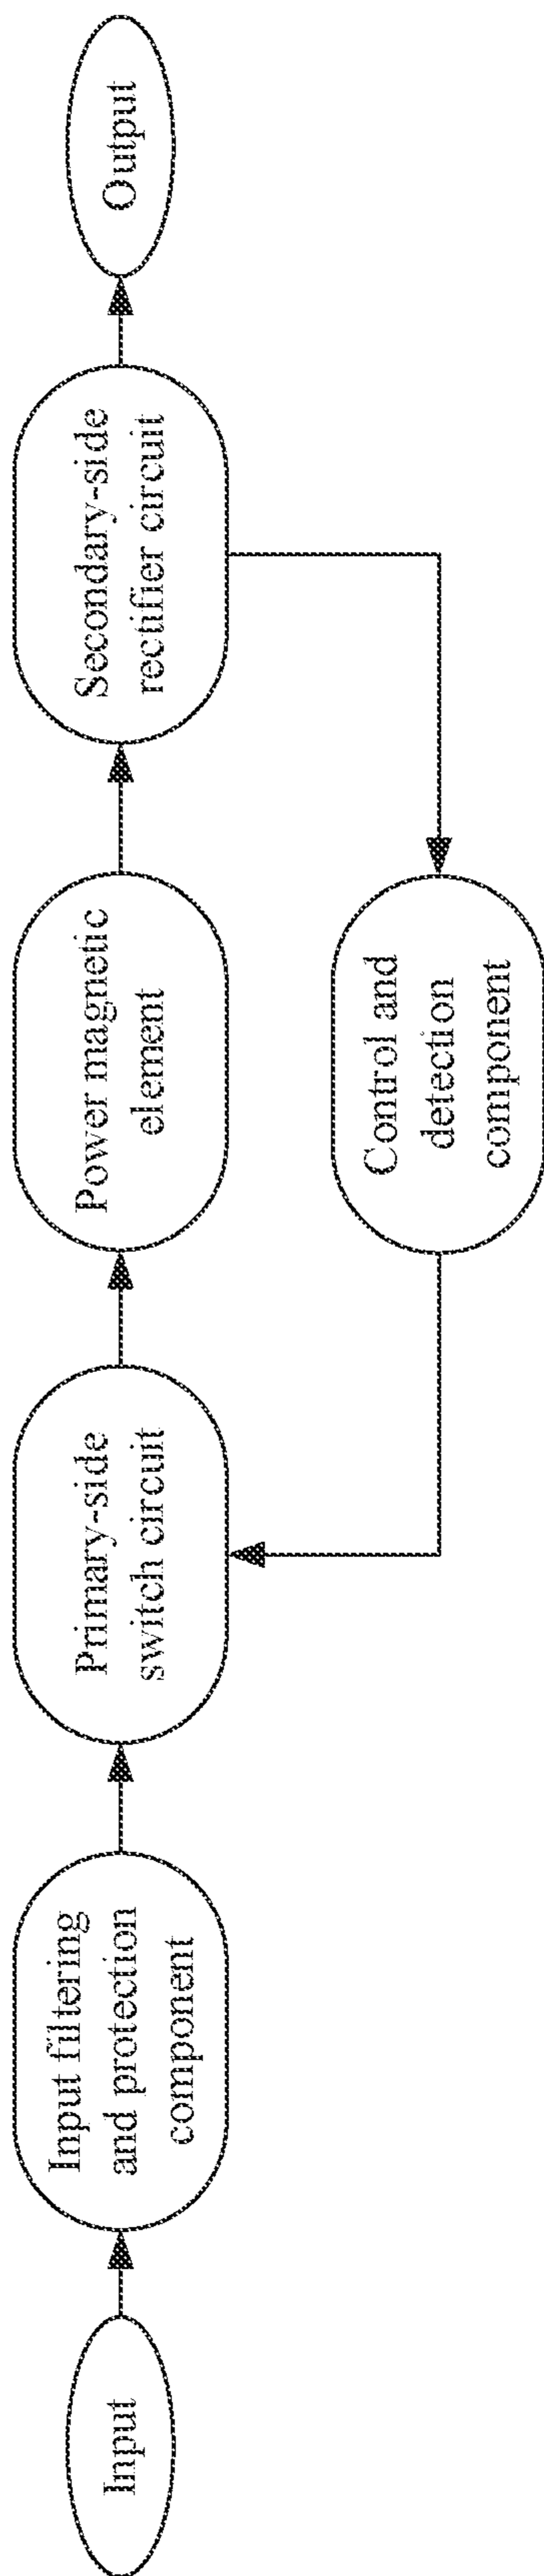 Input
Input filtering
and protection
component
Primary-side
switch circuit
Power magnetic
element
Secondary-side
rectifier circuit
Output
Control and
detection
component